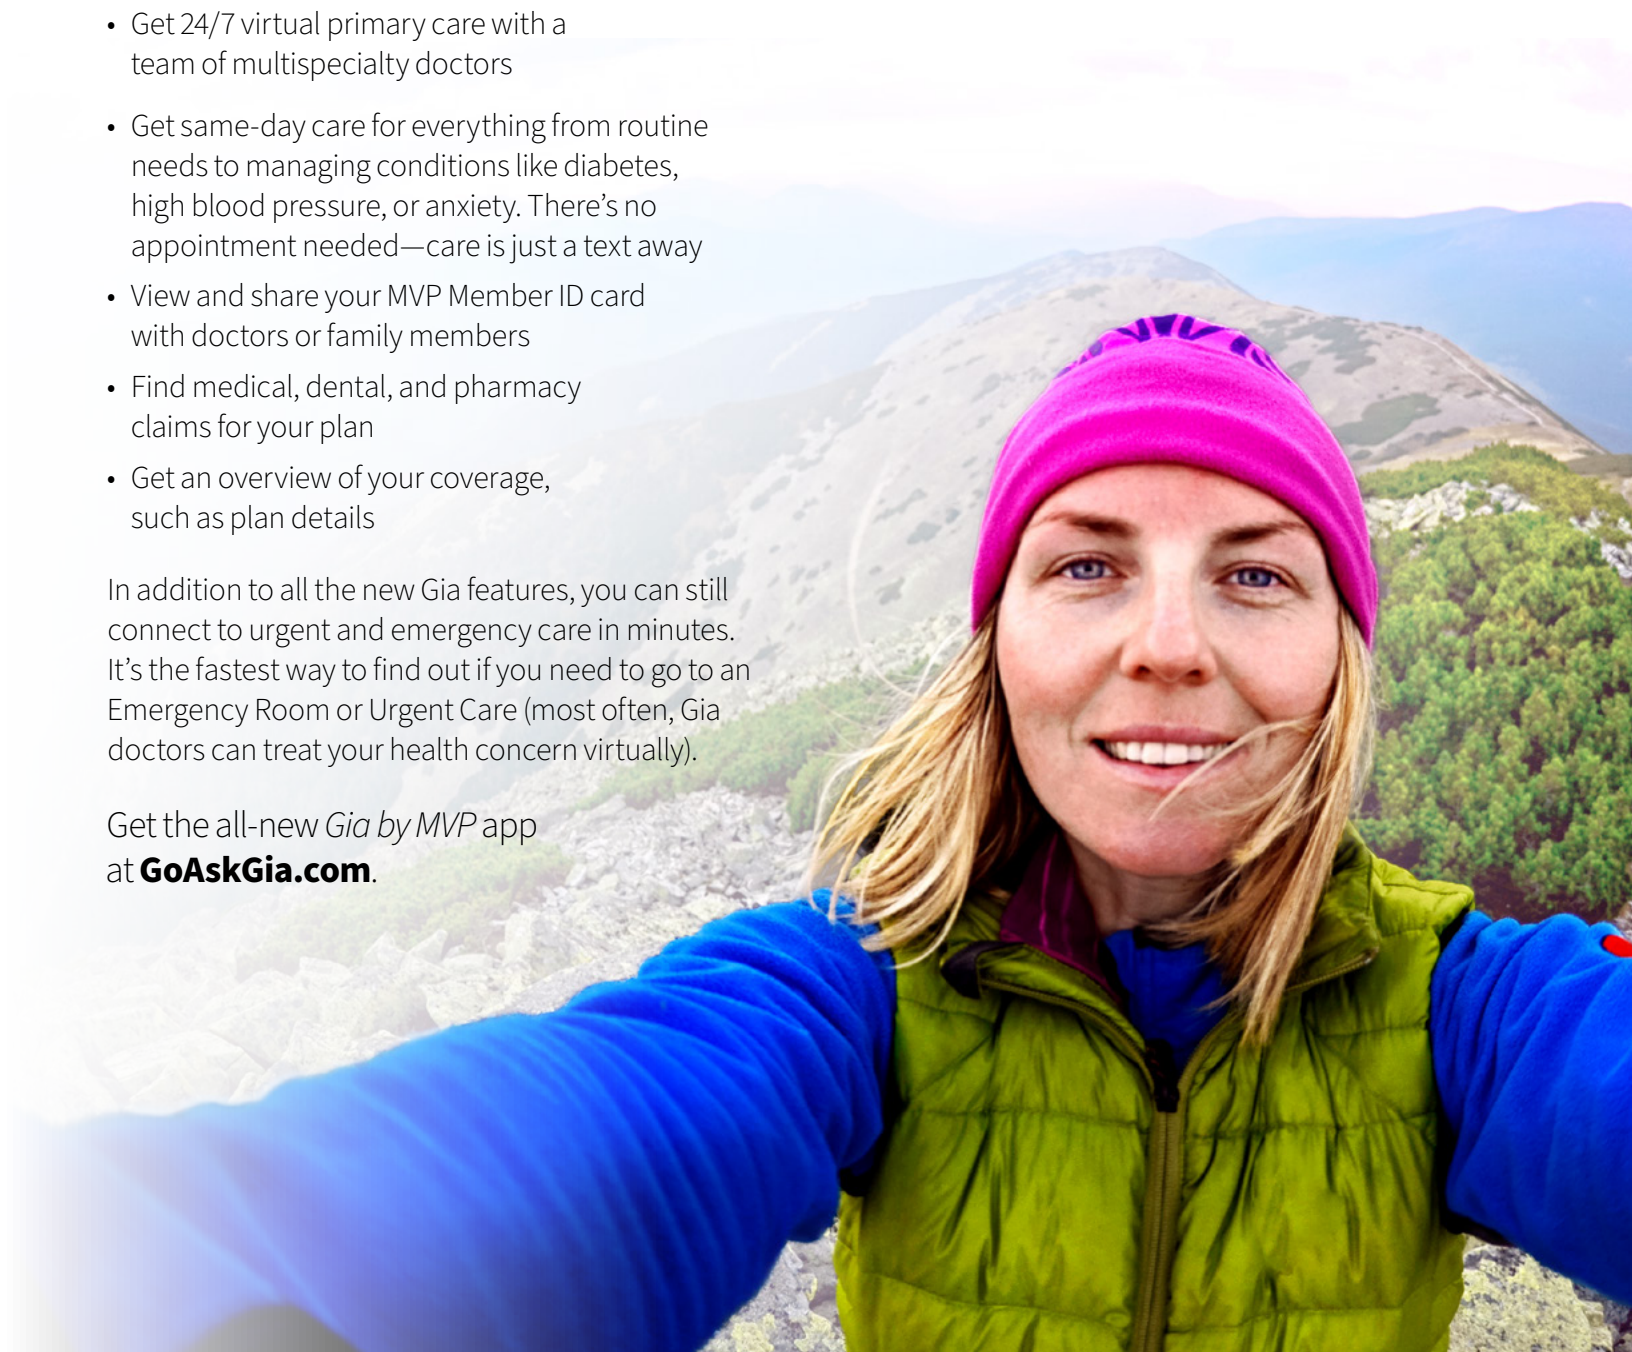 • Get 24/7 virtual primary care with a
team of multispecialty doctors
• Get same-day care for everything from routine
needs to managing conditions like diabetes,
high blood pressure, or anxiety. There’s no
appointment needed—care is just a text away
• View and share your MVP Member ID card
with doctors or family members
• Find medical, dental, and pharmacy
claims for your plan
• Get an overview of your coverage,
such as plan details
In addition to all the new Gia features, you can still
connect to urgent and emergency care in minutes.
It’s the fastest way to find out if you need to go to an
Emergency Room or Urgent Care (most often, Gia
doctors can treat your health concern virtually).
Get the all-new Gia by MVP app
at GoAskGia.com.